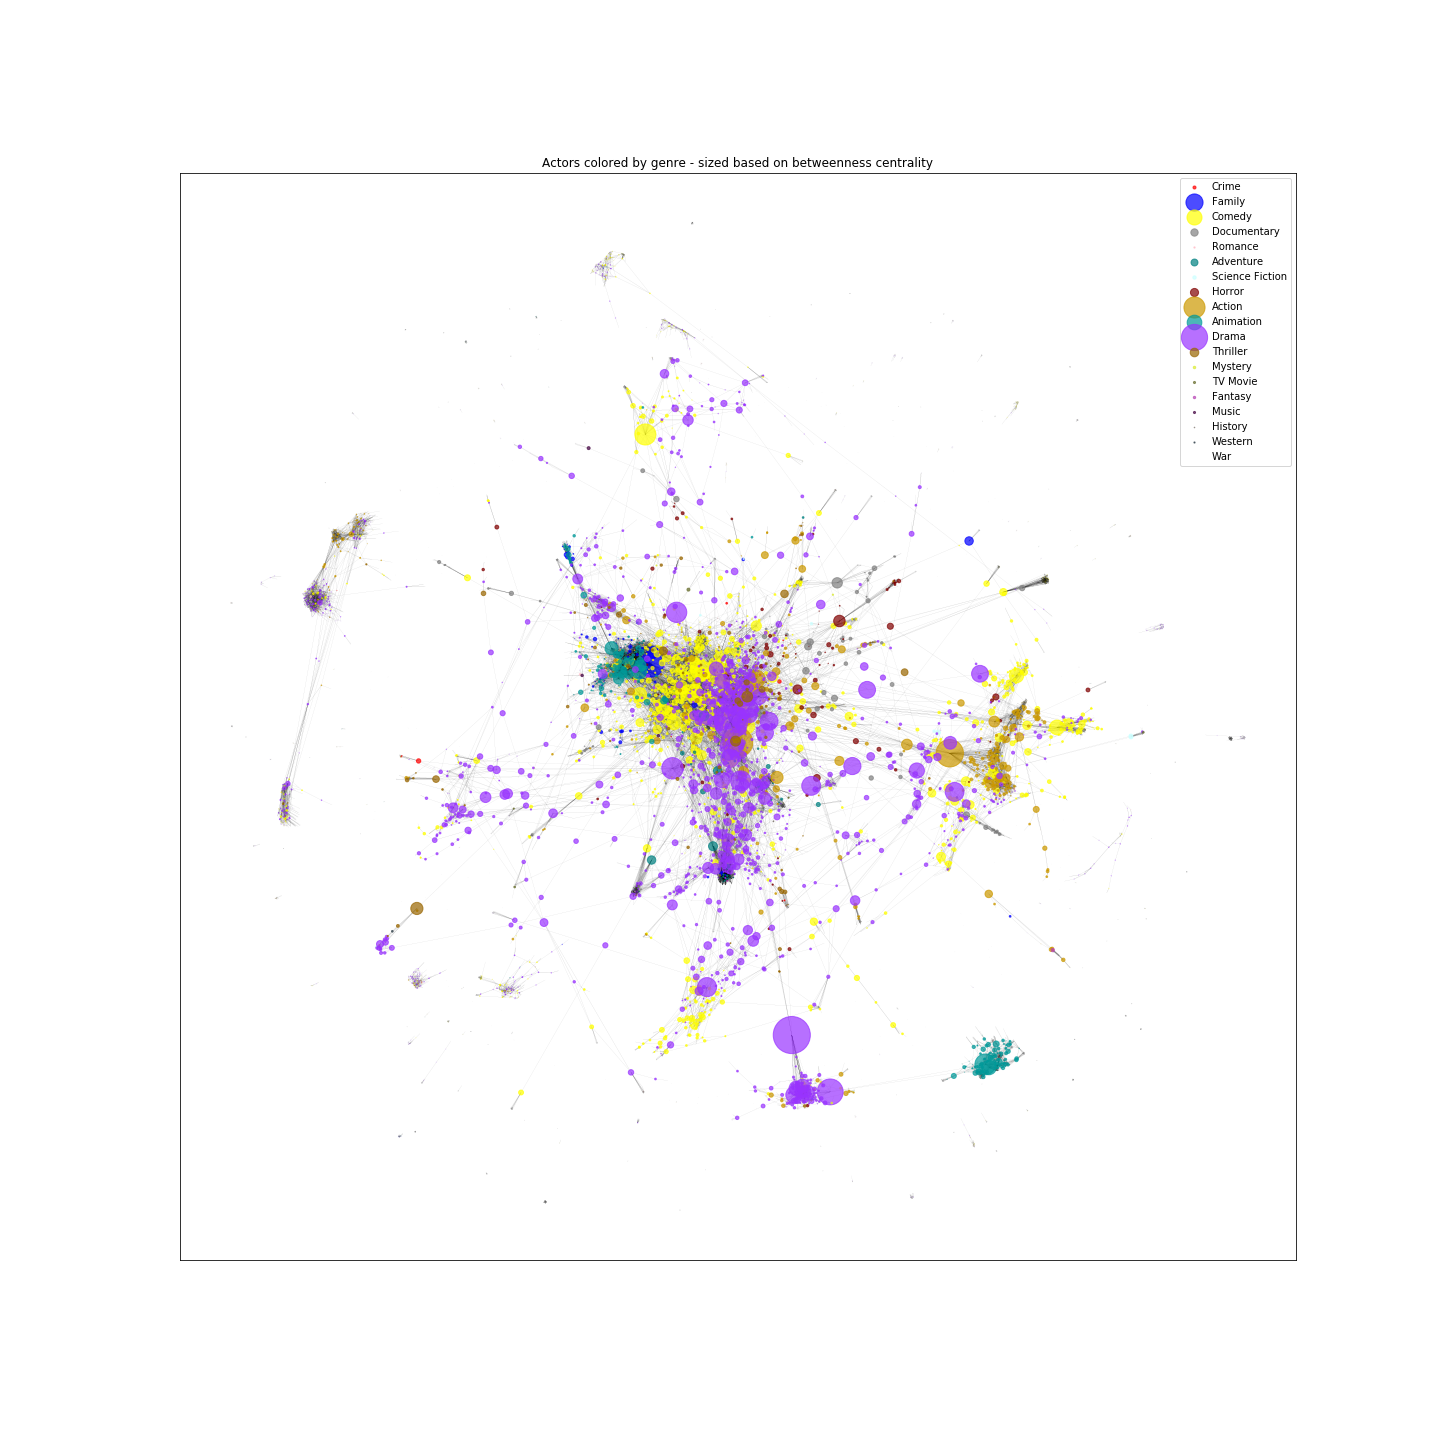 Actors colored by genre - sized based on betweenness centrality
Crime
Family
Comedy
Documentary
Romance
Adventure
Science Fiction
Horror
Action
Animation
Drama
Thriller
Mystery
TV Movie
Fantasy
Music
History
Western
War